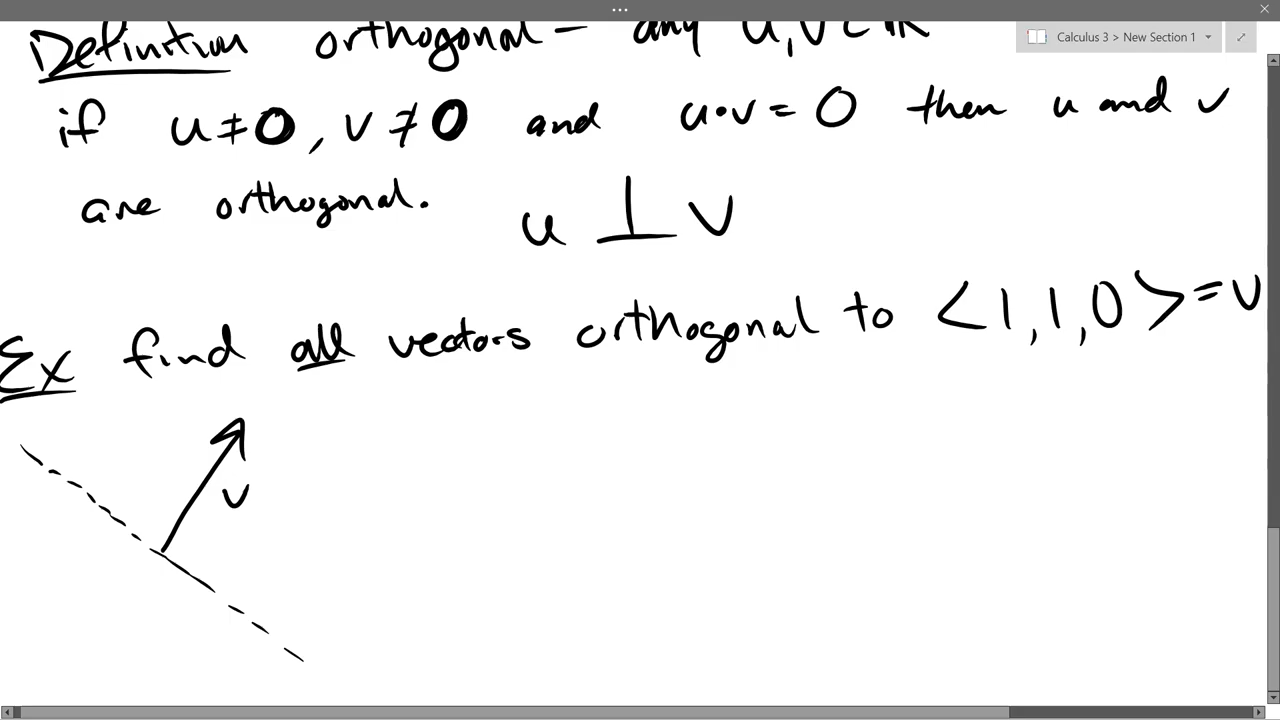 Calculus 3 > New Section 1
Definition orthogonal - any u, v ∈ ℝ
if u ≠ 0, v ≠ 0 and u · v = 0 then u and v
are orthogonal. u ⊥ v
Ex find all vectors orthogonal to <1, 1, 0> = v
v